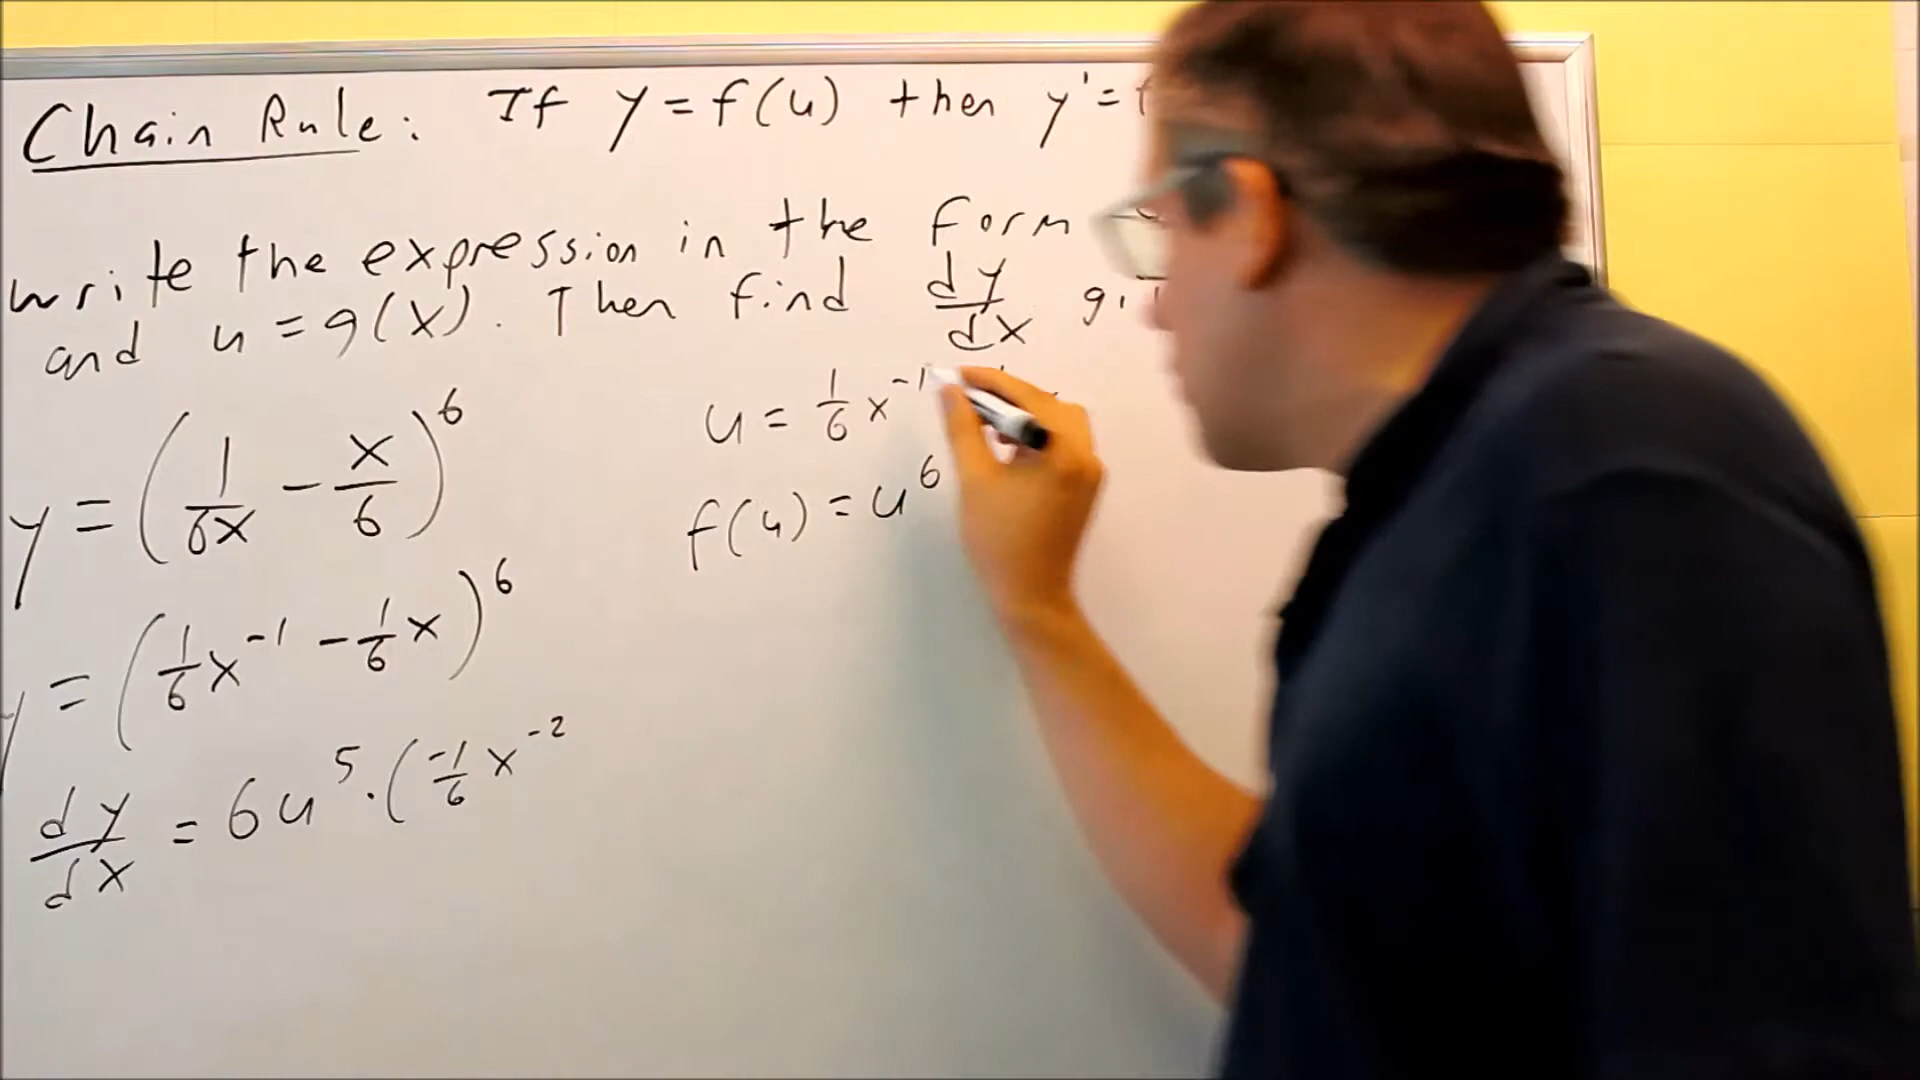 Chain Rule: If y = f(u) then y' =
write the expression in the form
and u = g(x). Then find dy/dx
y = (1/6x - x/6)^6
u = 1/6 x^-1
f(u) = u^6
y = (1/6 x^-1 - 1/6 x)^6
dy/dx = 6u^5 · (-1/6 x^-2